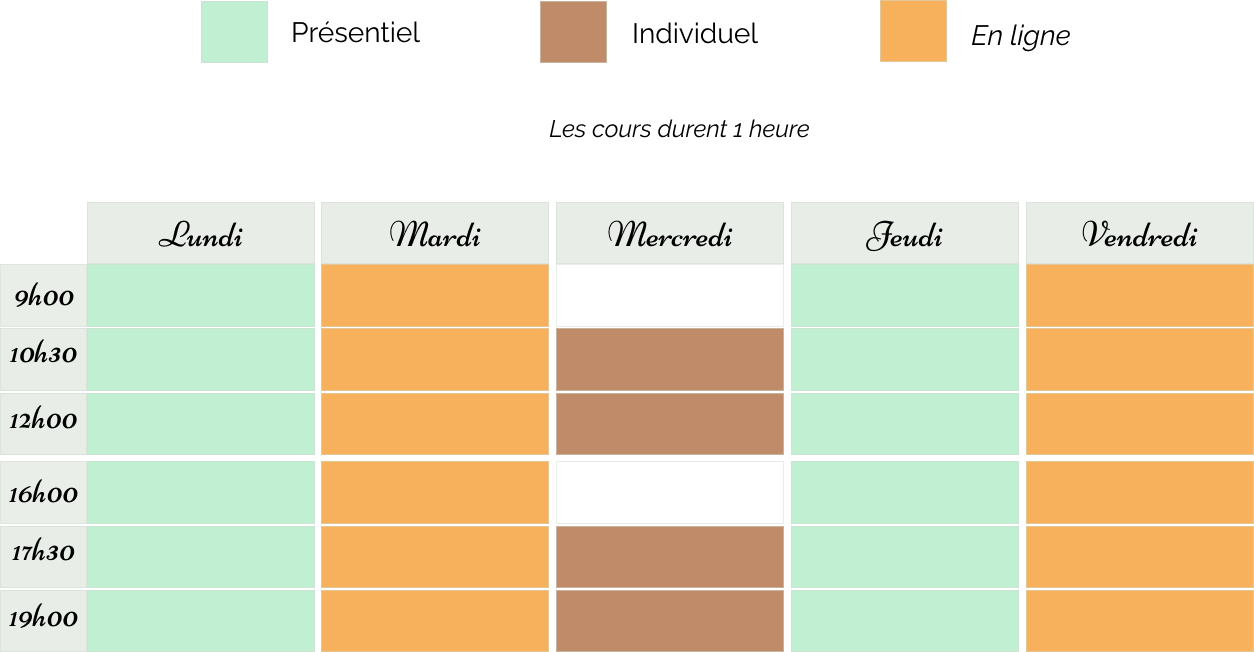 Présentiel
Individuel
En ligne
Les cours durent 1 heure
Lundi Mardi Mercredi Jeudi Vendredi
9h00
10h30
12h00
16h00
17h30
19h00